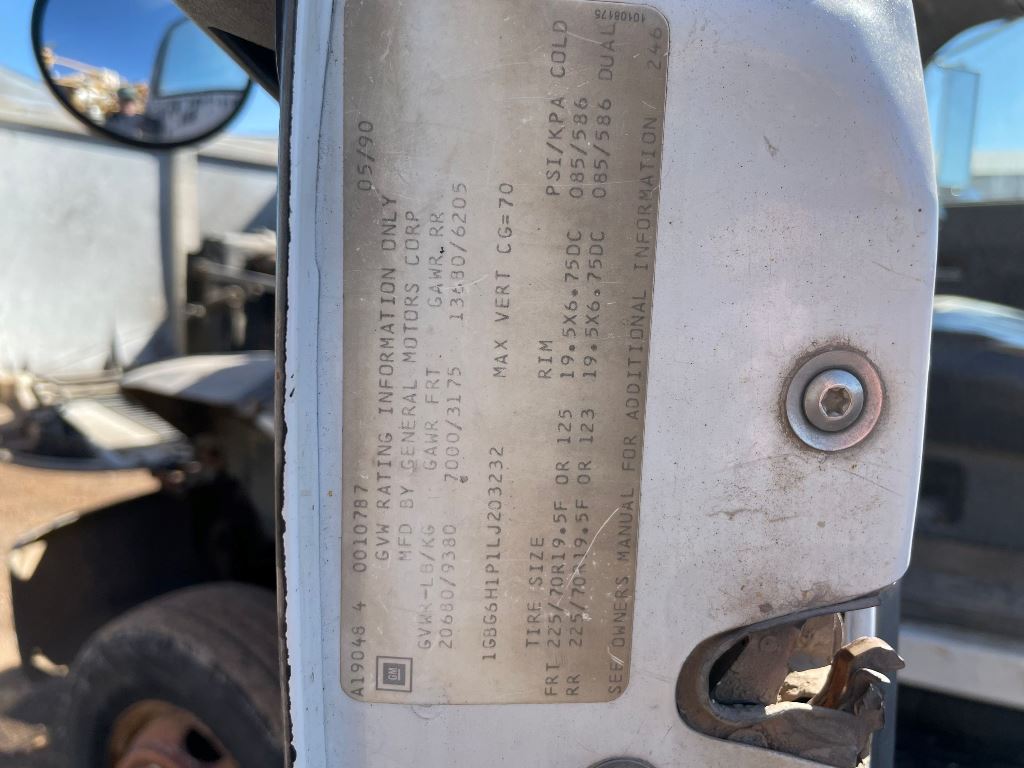 A19048 4 0010787 05/90
GVW RATING INFORMATION ONLY
MFD BY GENERAL MOTORS CORP
GVWR-LB/KG GAWR FRT GAWR RR
20680/9380 7000/3175 13680/6205
GM
1GBG6H1P1LJ203232 MAX VERT CG=70
TIRE SIZE RIM PSI/KPA COLD
FRT 225/70R19.5F OR 125 19.5X6.75DC 085/586
RR 225/70R19.5F OR 123 19.5X6.75DC 085/586 DUAL
SEE OWNERS MANUAL FOR ADDITIONAL INFORMATION 246
10108175